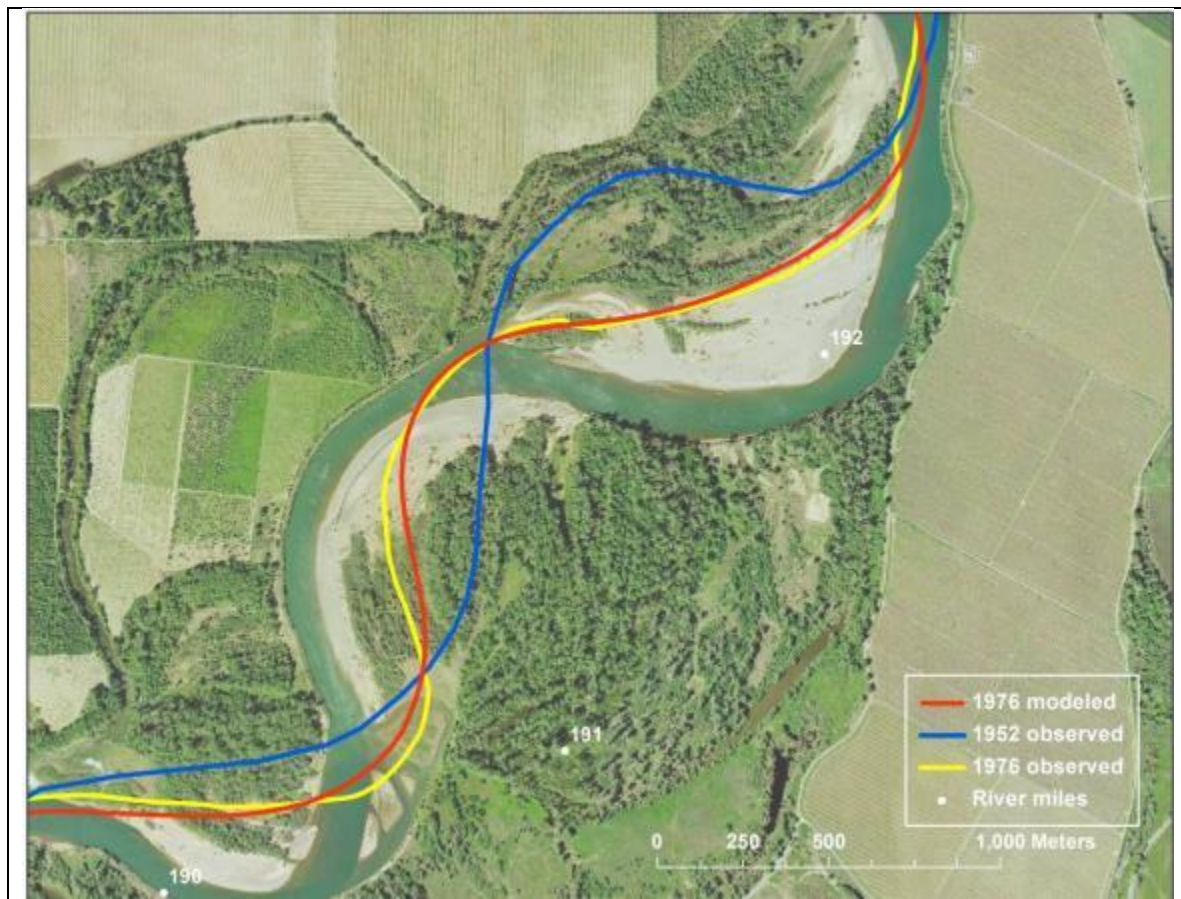 192
191
190
1976 modeled
1952 observed
1976 observed
River miles
0 250 500 1,000 Meters